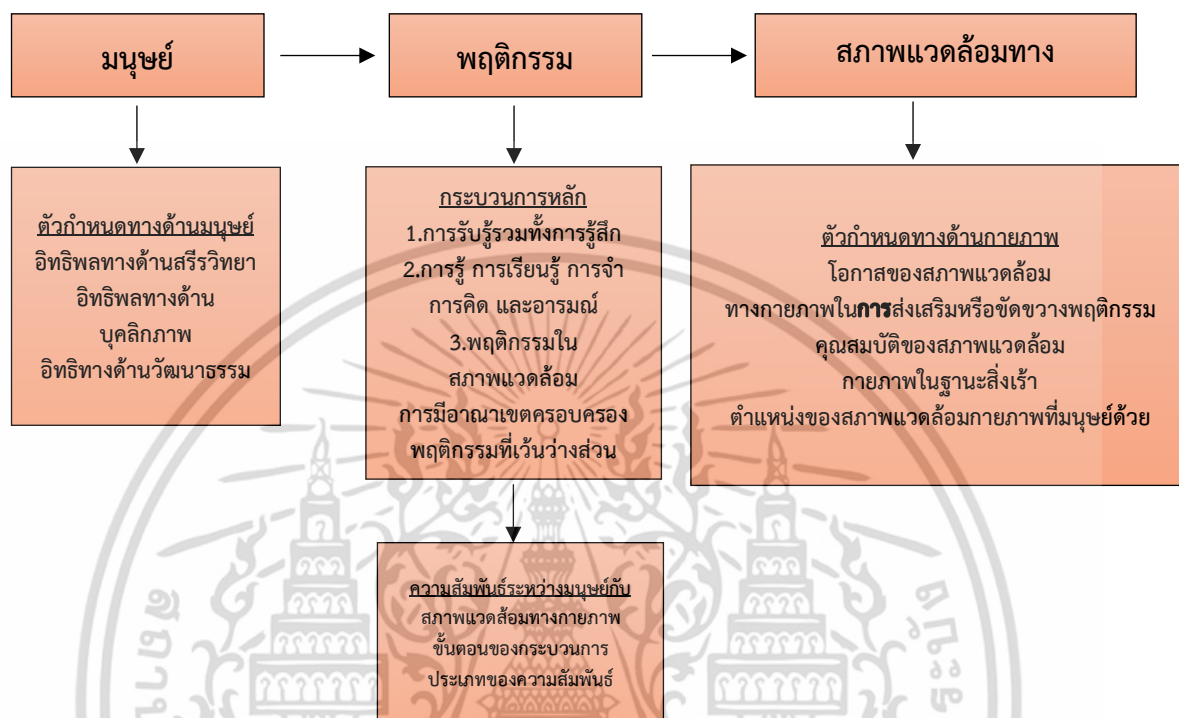 มนุษย์
พฤติกรรม
สภาพแวดล้อมทาง
ตัวกำหนดทางด้านมนุษย์
อิทธิพลทางด้านสรีรวิทยา
อิทธิพลทางด้าน
บุคลิกภาพ
อิทธิทางด้านวัฒนาธรรม
กระบวนการหลัก
1.การรับรู้รวมทั้งการรู้สึก
2.การรู้ การเรียนรู้ การจำ
การคิด และอารมณ์
3.พฤติกรรมใน
สภาพแวดล้อม
การมีอาณาเขตครอบครอง
พฤติกรรมที่เว้นว่างส่วน
ตัวกำหนดทางด้านกายภาพ
โอกาสของสภาพแวดล้อม
ทางกายภาพในการส่งเสริมหรือขัดขวางพฤติกรรม
คุณสมบัติของสภาพแวดล้อม
กายภาพในฐานะสิ่งเร้า
ตำแหน่งของสภาพแวดล้อมกายภาพที่มนุษย์ด้วย
ความสัมพันธ์ระหว่างมนุษย์กับ
สภาพแวดล้อมทางกายภาพ
ขั้นตอนของกระบวนการ
ประเภทของความสัมพันธ์